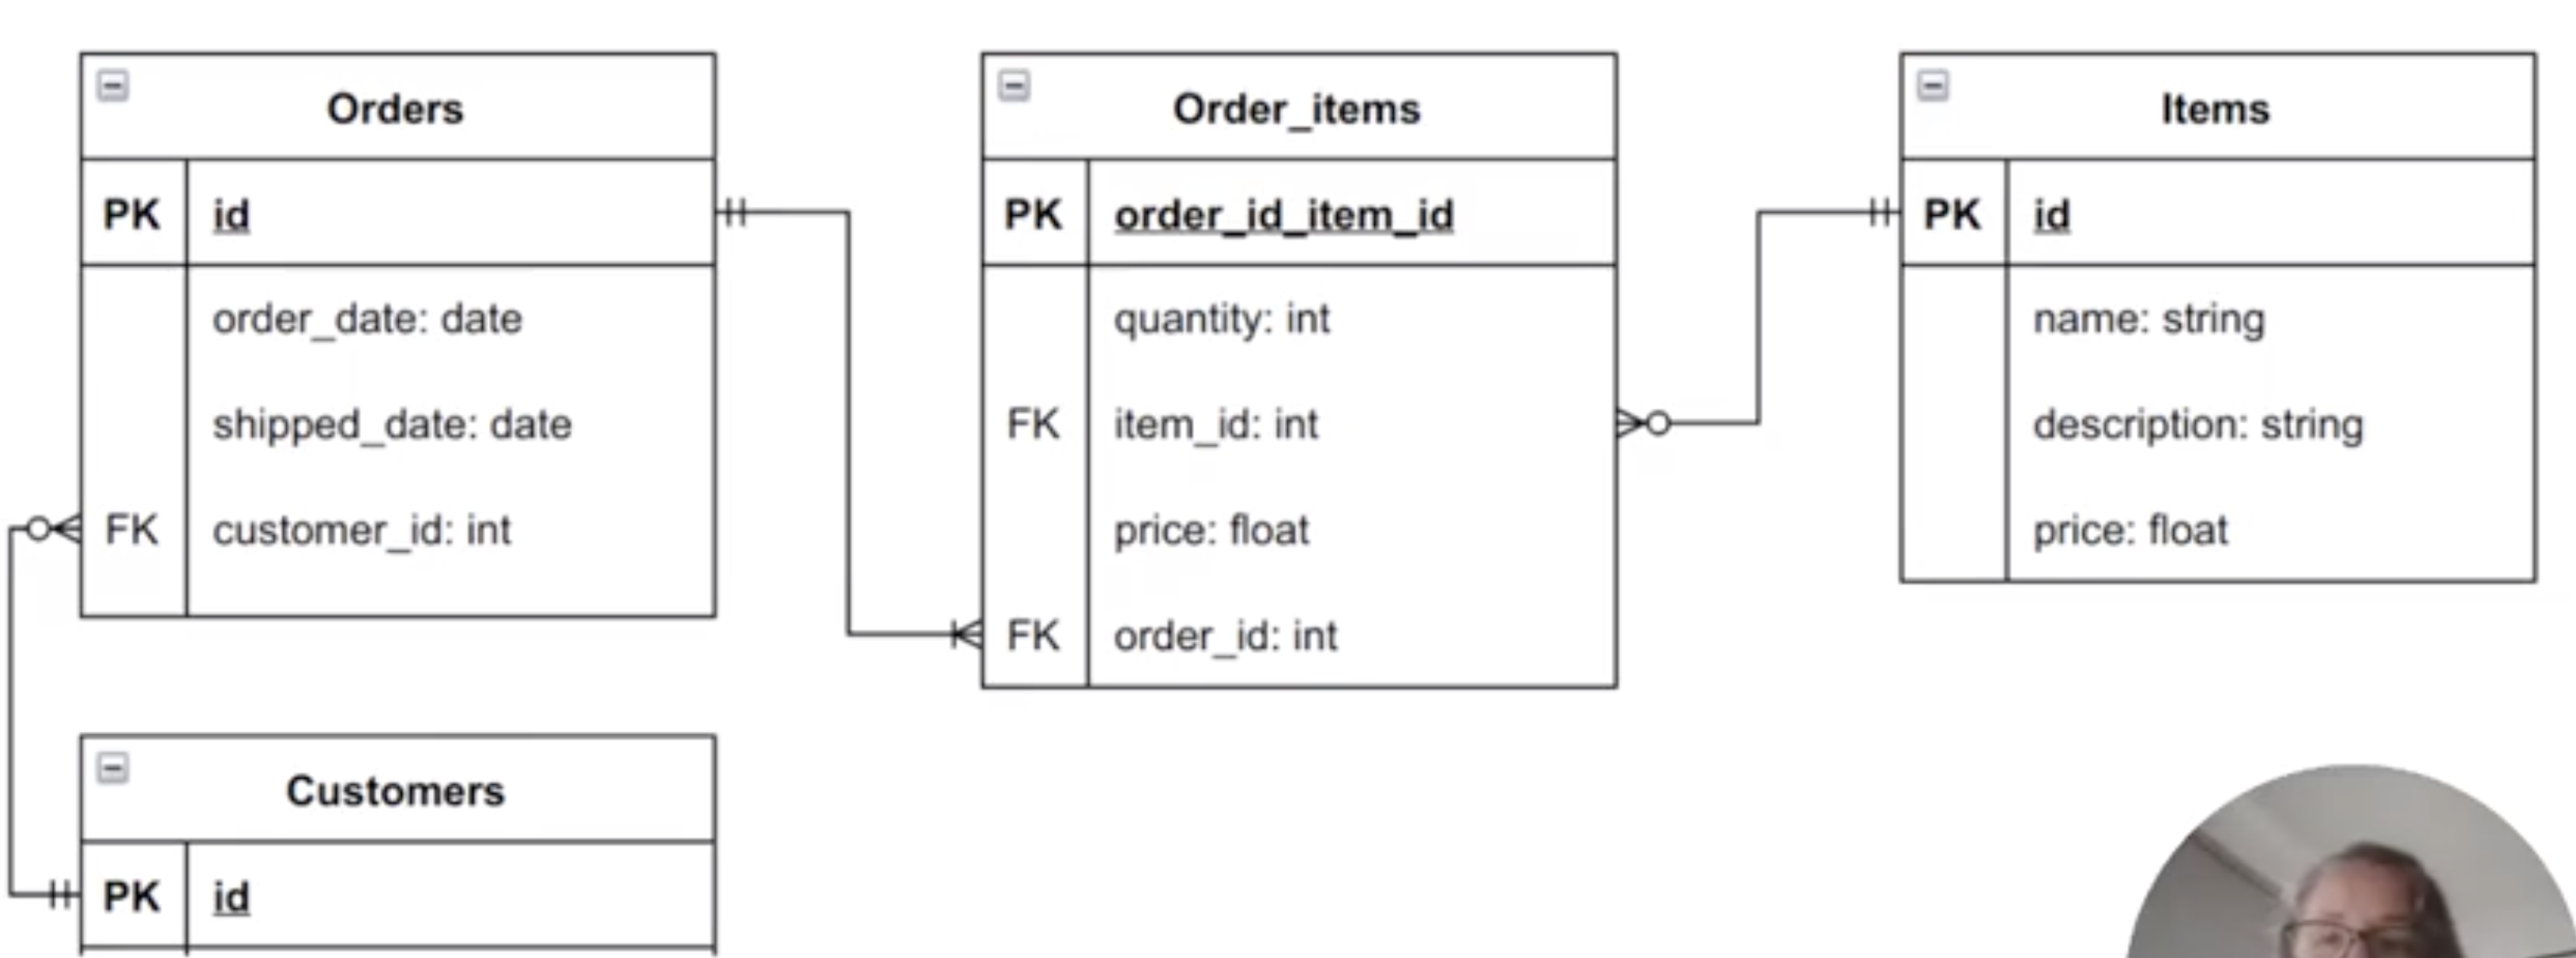 Orders
PK id
order_date: date
shipped_date: date
FK customer_id: int
Order_items
PK order_id_item_id
quantity: int
FK item_id: int
price: float
FK order_id: int
Items
PK id
name: string
description: string
price: float
Customers
PK id